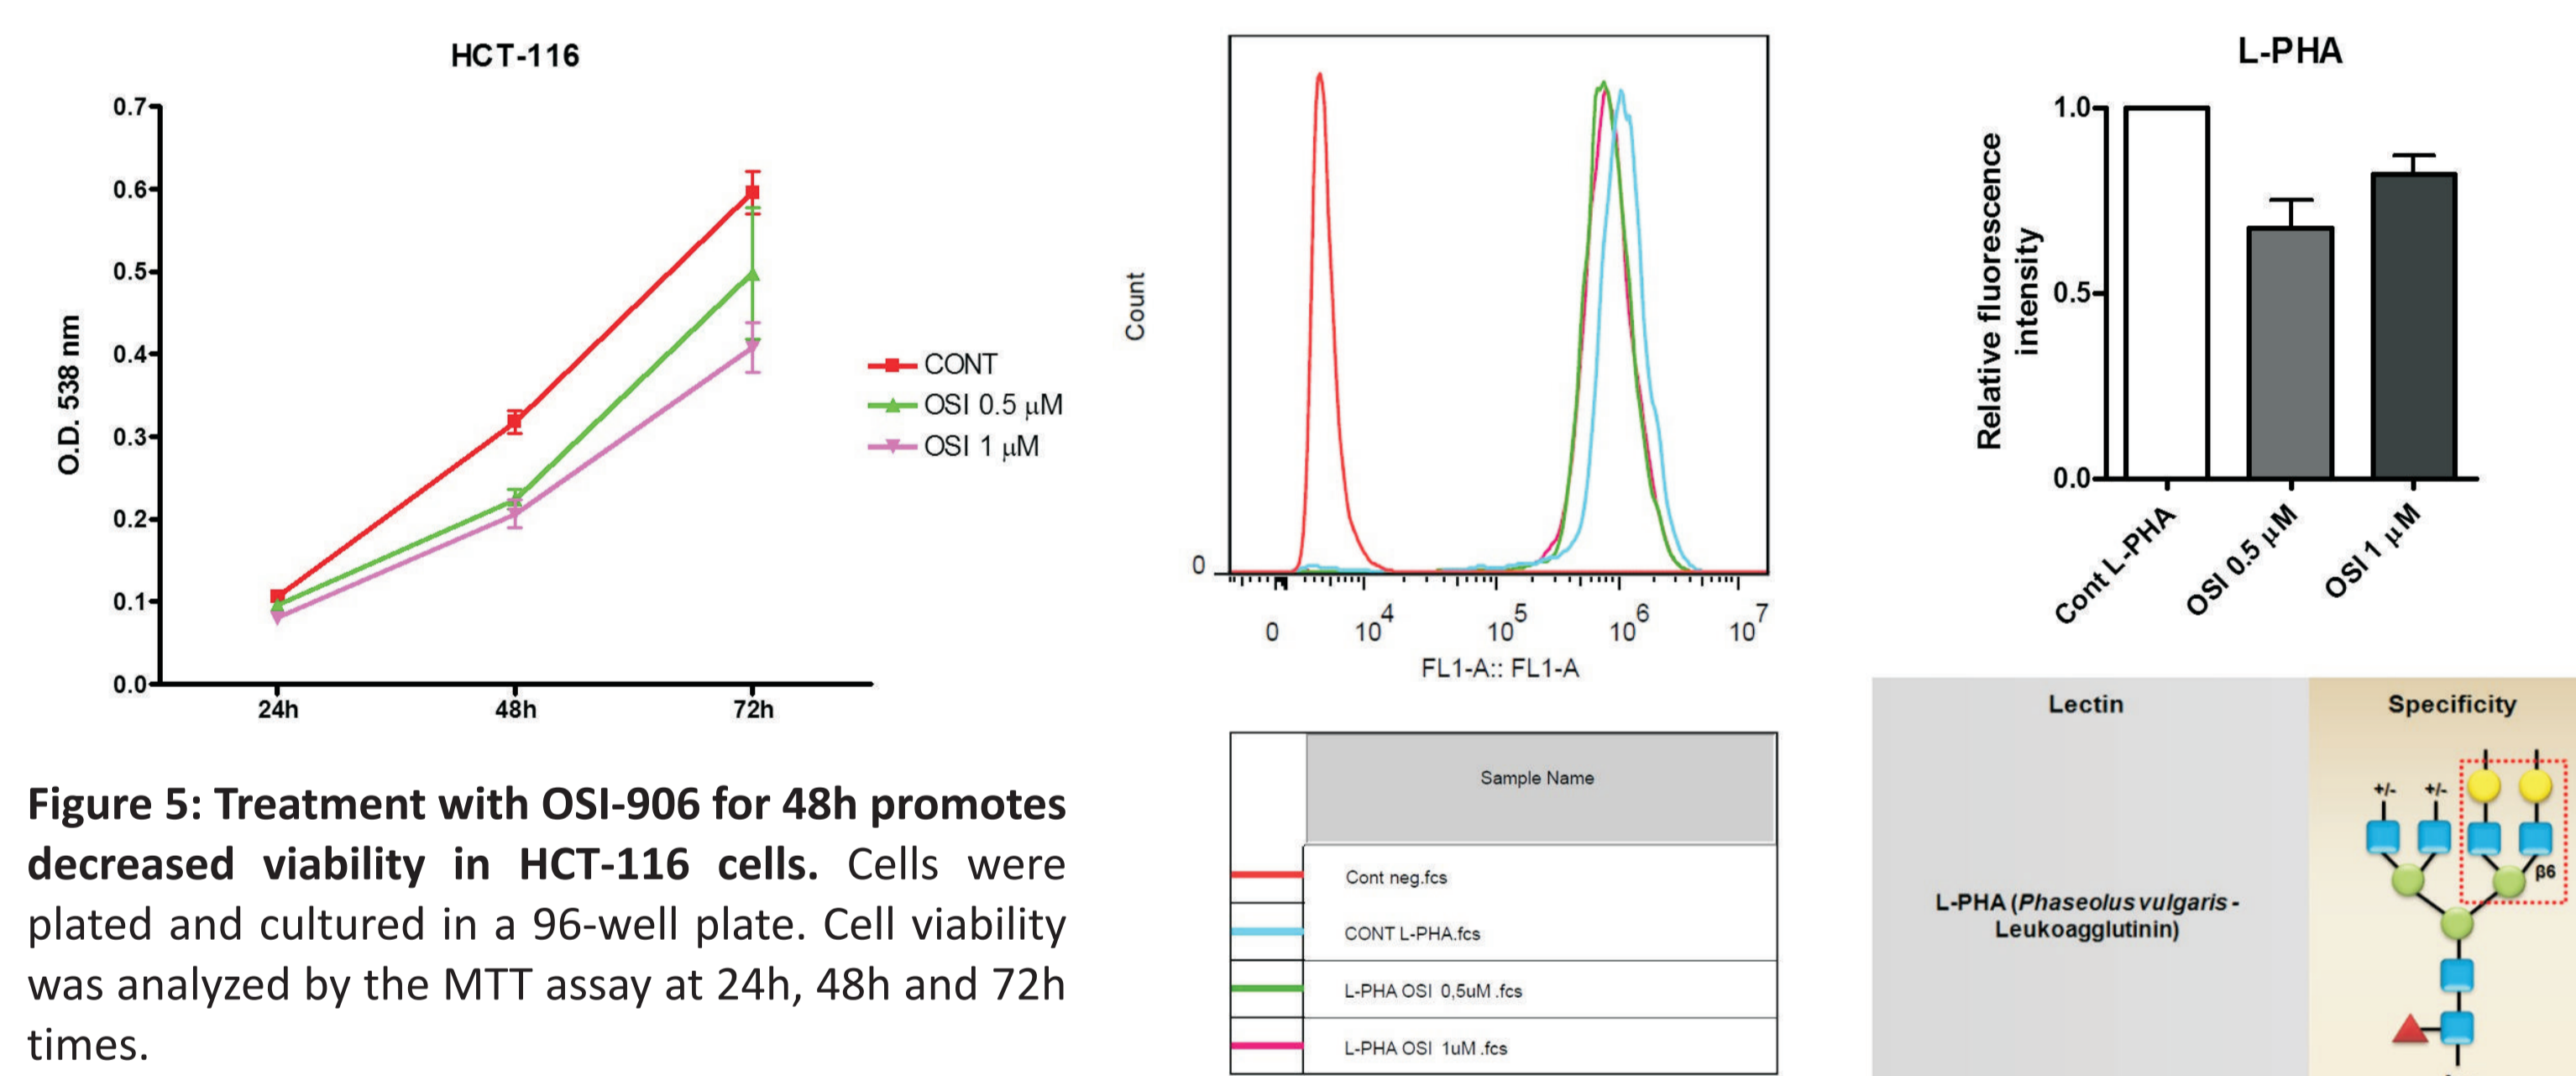 HCT-116
0.7
0.6
0.5
0.4
0.3
0.2
0.1
0.0
O.D. 538 nm
24h
48h
72h
CONT
OSI 0.5 µM
OSI 1 µM
Figure 5: Treatment with OSI-906 for 48h promotes
decreased viability in HCT-116 cells. Cells were
plated and cultured in a 96-well plate. Cell viability
was analyzed by the MTT assay at 24h, 48h and 72h
times.
Count
0
0
10^4
10^5
10^6
10^7
FL1-A:: FL1-A
Sample Name
Cont neg.fcs
CONT L-PHA.fcs
L-PHA OSI 0,5uM .fcs
L-PHA OSI 1uM .fcs
L-PHA
Relative fluorescence
intensity
1.0
0.5
0.0
Cont L-PHA
OSI 0.5 µM
OSI 1 µM
Lectin
Specificity
+/-
+/-
β6
L-PHA (Phaseolus vulgaris -
Leukoagglutinin)